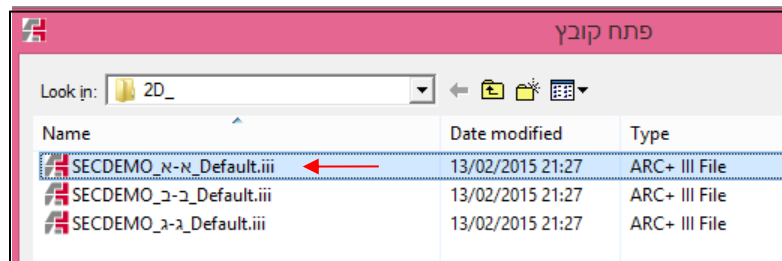 פתח קובץ
Look in: 2D_
Name Date modified Type
SECDEMO_א-א_Default.iii 13/02/2015 21:27 ARC+ III File
SECDEMO_ב-ב_Default.iii 13/02/2015 21:27 ARC+ III File
SECDEMO_ג-ג_Default.iii 13/02/2015 21:27 ARC+ III File